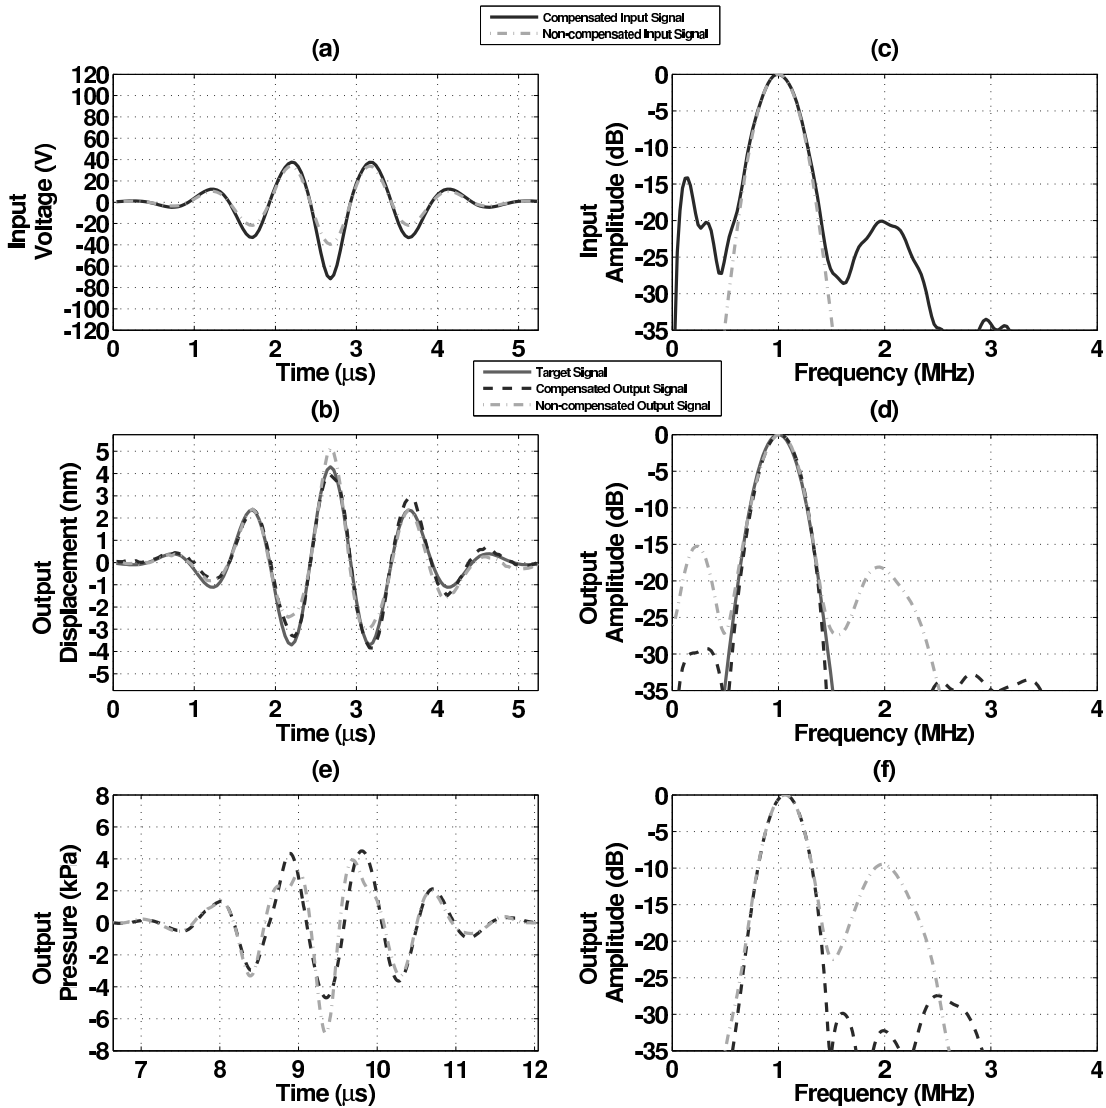 Compensated Input Signal
Non-compensated Input Signal
(a)
120
100
80
60
40
20
0
-20
-40
-60
-80
-100
-120
Input
Voltage (V)
0 1 2 3 4 5
Time (μs)
(c)
0
-5
-10
-15
-20
-25
-30
-35
Input
Amplitude (dB)
0 1 2 3 4
Frequency (MHz)
Target Signal
Compensated Output Signal
Non-compensated Output Signal
(b)
5
4
3
2
1
0
-1
-2
-3
-4
-5
Output
Displacement (nm)
0 1 2 3 4 5
Time (μs)
(d)
0
-5
-10
-15
-20
-25
-30
-35
Output
Amplitude (dB)
0 1 2 3 4
Frequency (MHz)
(e)
8
6
4
2
0
-2
-4
-6
-8
Output
Pressure (kPa)
7 8 9 10 11 12
Time (μs)
(f)
0
-5
-10
-15
-20
-25
-30
-35
Output
Amplitude (dB)
0 1 2 3 4
Frequency (MHz)